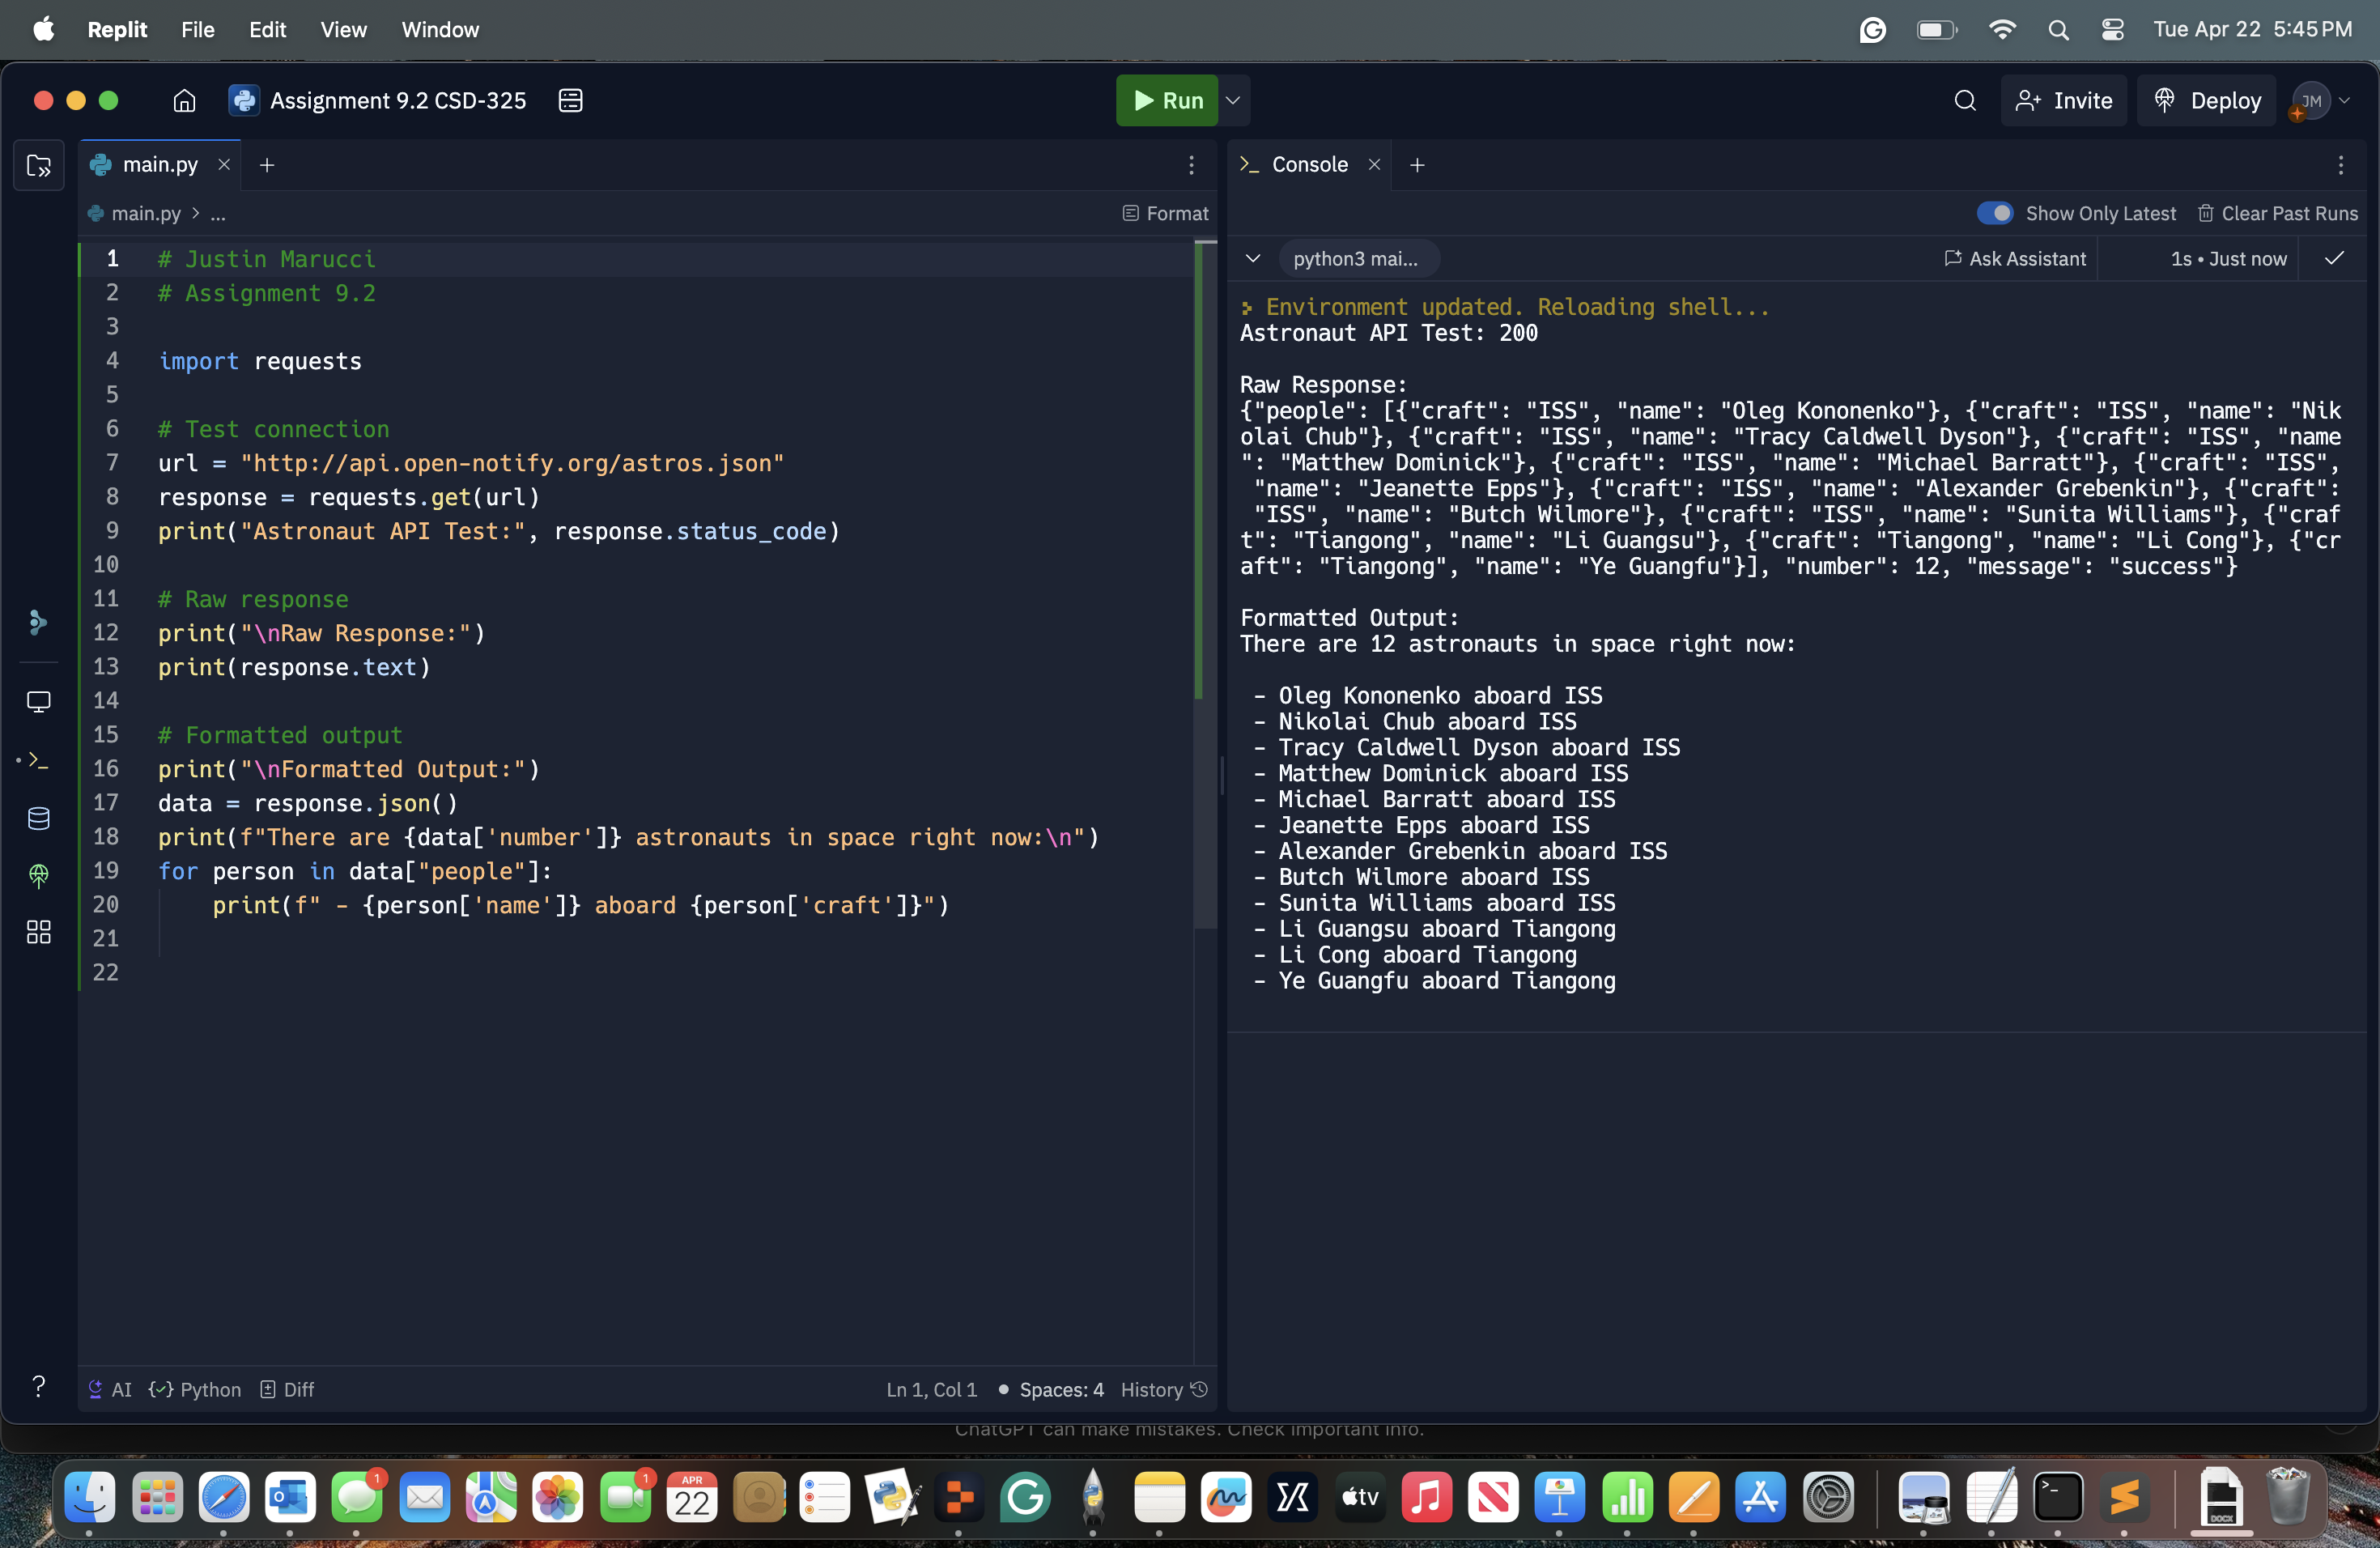 Replit File Edit View Window Tue Apr 22 5:45 PM
Assignment 9.2 CSD-325 Run Invite Deploy JM
main.py
main.py > ... Format
1 # Justin Marucci
2 # Assignment 9.2
3
4 import requests
5
6 # Test connection
7 url = "http://api.open-notify.org/astros.json"
8 response = requests.get(url)
9 print("Astronaut API Test:", response.status_code)
10
11 # Raw response
12 print("\nRaw Response:")
13 print(response.text)
14
15 # Formatted output
16 print("\nFormatted Output:")
17 data = response.json()
18 print(f"There are {data['number']} astronauts in space right now:\n")
19 for person in data["people"]:
20     print(f" - {person['name']} aboard {person['craft']}")
21
22
AI Python Diff Ln 1, Col 1 • Spaces: 4 History
Console
Show Only Latest Clear Past Runs
python3 mai... Ask Assistant 1s • Just now
Environment updated. Reloading shell...
Astronaut API Test: 200
Raw Response:
{"people": [{"craft": "ISS", "name": "Oleg Kononenko"}, {"craft": "ISS", "name": "Nik
olai Chub"}, {"craft": "ISS", "name": "Tracy Caldwell Dyson"}, {"craft": "ISS", "name
": "Matthew Dominick"}, {"craft": "ISS", "name": "Michael Barratt"}, {"craft": "ISS",
 "name": "Jeanette Epps"}, {"craft": "ISS", "name": "Alexander Grebenkin"}, {"craft":
 "ISS", "name": "Butch Wilmore"}, {"craft": "ISS", "name": "Sunita Williams"}, {"craf
t": "Tiangong", "name": "Li Guangsu"}, {"craft": "Tiangong", "name": "Li Cong"}, {"cr
aft": "Tiangong", "name": "Ye Guangfu"}], "number": 12, "message": "success"}
Formatted Output:
There are 12 astronauts in space right now:
 - Oleg Kononenko aboard ISS
 - Nikolai Chub aboard ISS
 - Tracy Caldwell Dyson aboard ISS
 - Matthew Dominick aboard ISS
 - Michael Barratt aboard ISS
 - Jeanette Epps aboard ISS
 - Alexander Grebenkin aboard ISS
 - Butch Wilmore aboard ISS
 - Sunita Williams aboard ISS
 - Li Guangsu aboard Tiangong
 - Li Cong aboard Tiangong
 - Ye Guangfu aboard Tiangong
ChatGPT can make mistakes. Check important info.
1 1 APR 22 tv DOCX